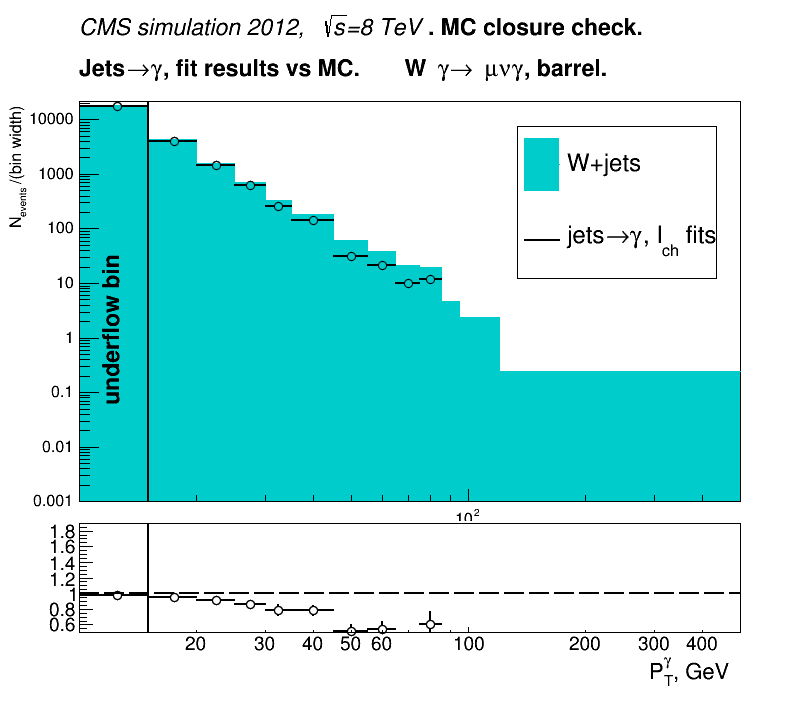 CMS simulation 2012, √s=8 TeV . MC closure check.
Jets→γ, fit results vs MC. W γ→ μνγ, barrel.
N_events /(bin width)
10000
1000
100
10
1
0.1
0.01
0.001
underflow bin
W+jets
jets→γ, I_ch fits
10²
1.8
1.6
1.4
1.2
1
0.8
0.6
20 30 40 50 60 100 200 300 400
P_T^γ, GeV